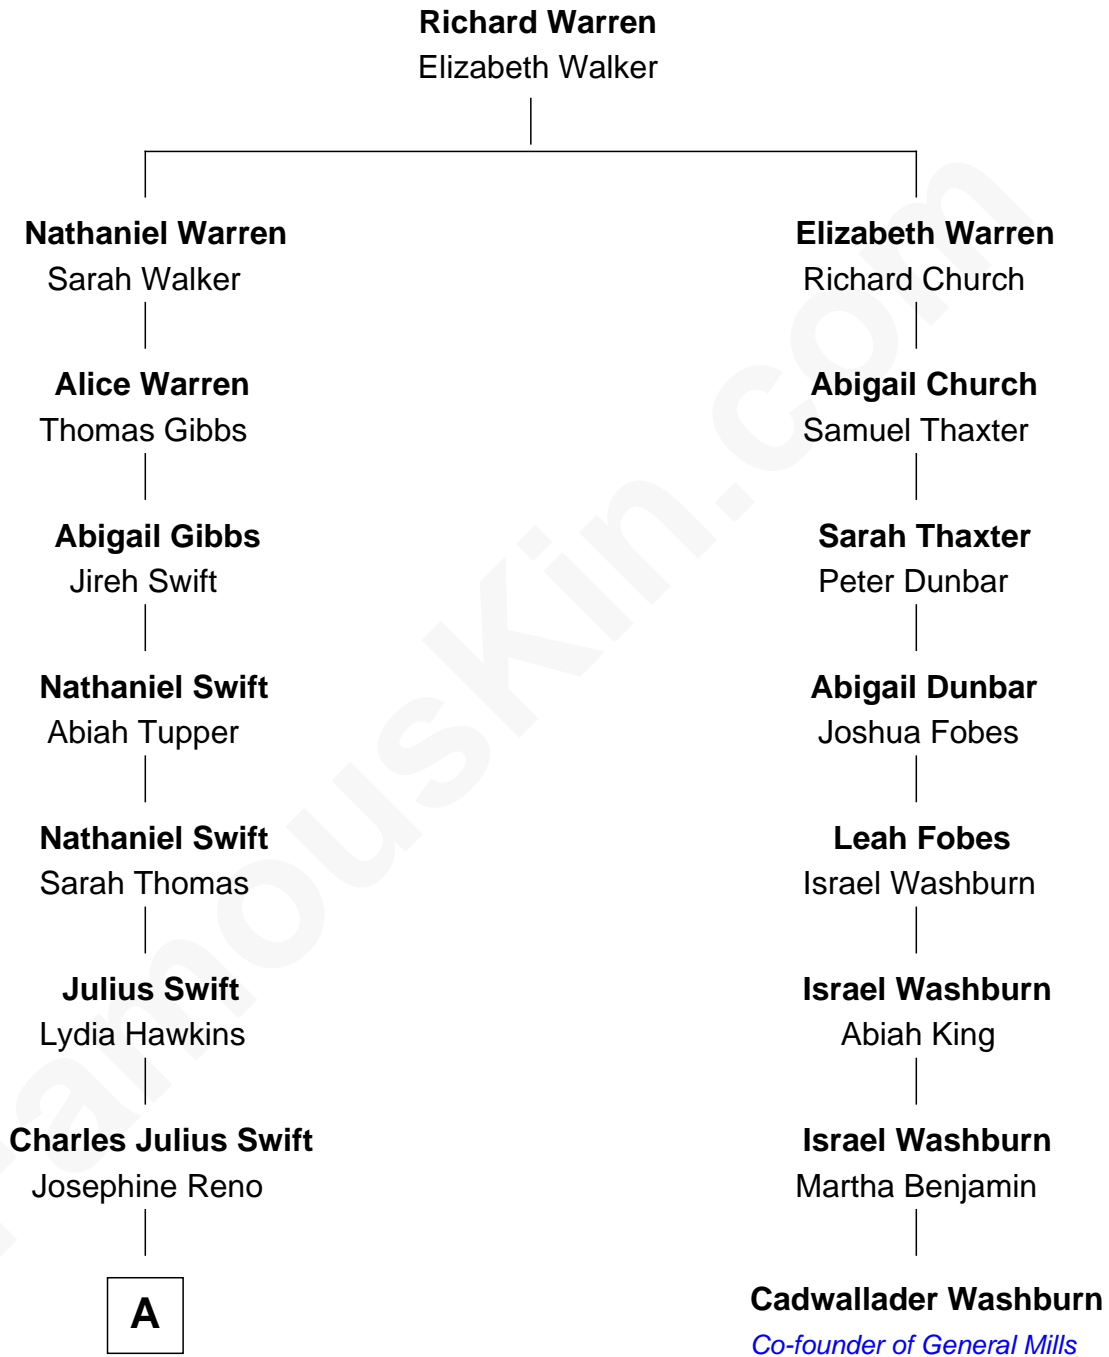 Richard Warren
Elizabeth Walker
Nathaniel Warren
Sarah Walker
Elizabeth Warren
Richard Church
Alice Warren
Thomas Gibbs
Abigail Church
Samuel Thaxter
Abigail Gibbs
Jireh Swift
Sarah Thaxter
Peter Dunbar
Nathaniel Swift
Abiah Tupper
Abigail Dunbar
Joshua Fobes
Nathaniel Swift
Sarah Thomas
Leah Fobes
Israel Washburn
Julius Swift
Lydia Hawkins
Israel Washburn
Abiah King
Charles Julius Swift
Josephine Reno
Israel Washburn
Martha Benjamin
A
Cadwallader Washburn
Co-founder of General Mills
FamousKin.com